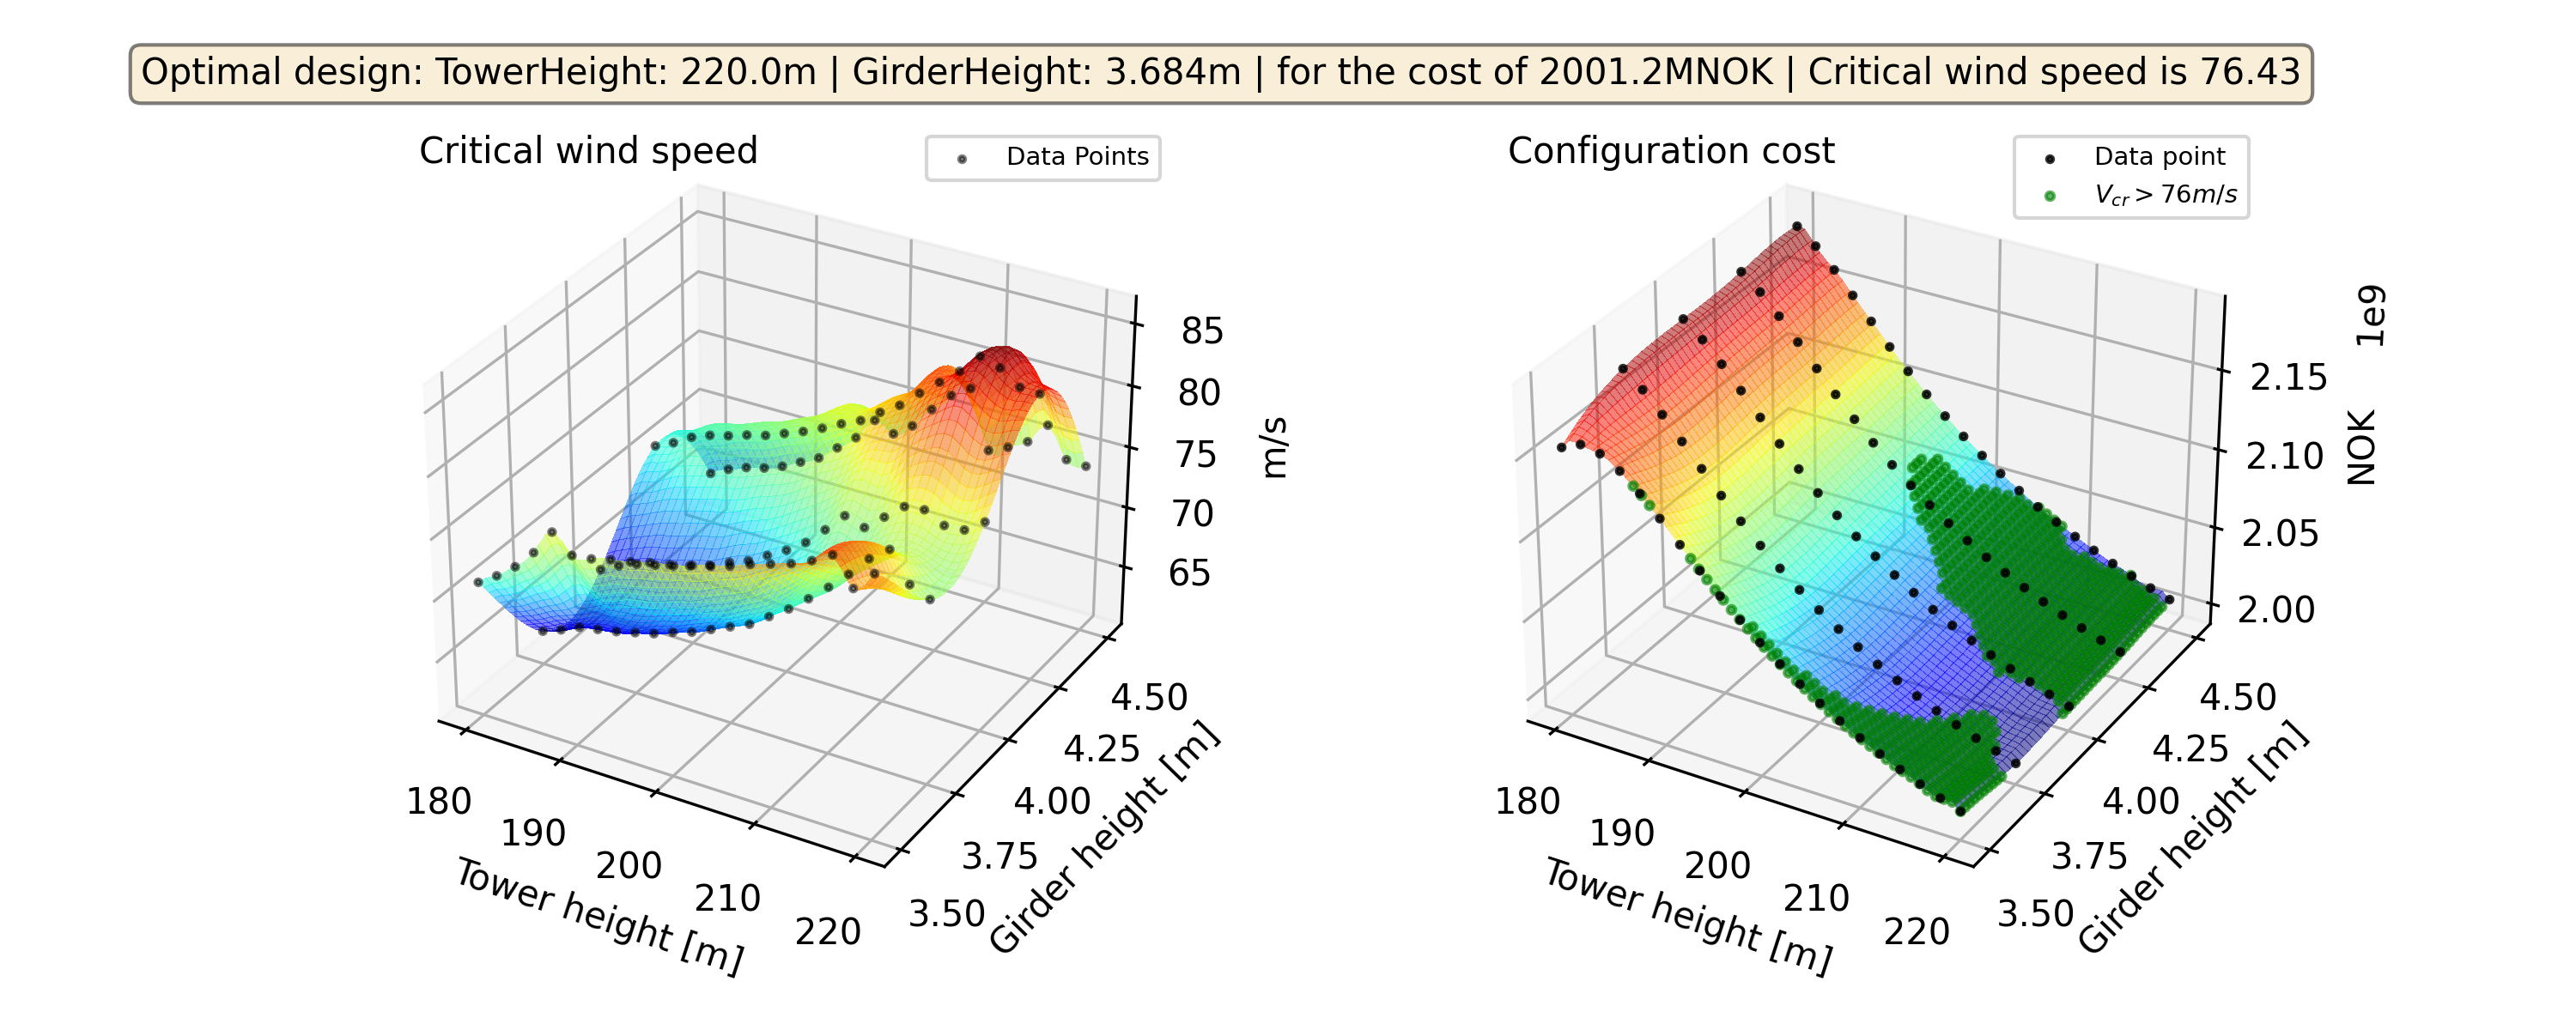 Optimal design: TowerHeight: 220.0m | GirderHeight: 3.684m | for the cost of 2001.2MNOK | Critical wind speed is 76.43
Critical wind speed
Data Points
85
80
75
70
65
m/s
180
190
200
210
220
Tower height [m]
3.50
3.75
4.00
4.25
4.50
Girder height [m]
Configuration cost
Data point
V_cr > 76m/s
1e9
2.15
2.10
2.05
2.00
NOK
180
190
200
210
220
Tower height [m]
3.50
3.75
4.00
4.25
4.50
Girder height [m]